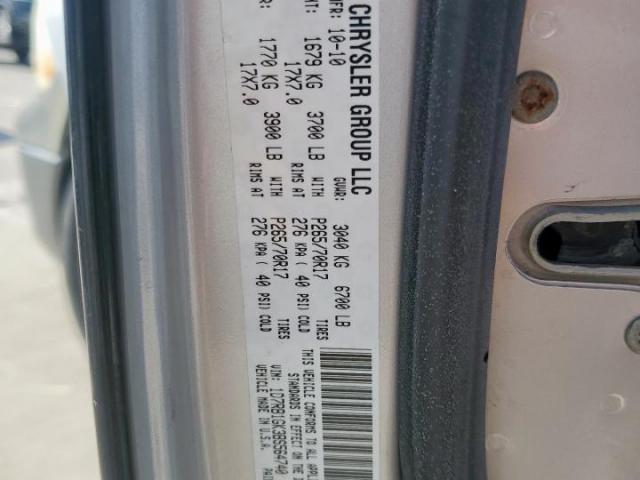 CHRYSLER GROUP LLC
MFR: 10-10 GVWR: 3040 KG 6700 LB
1679 KG 3700 LB WITH P265/70R17 TIRES
17X7.0 RIMS AT 276 KPA ( 40 PSI) COLD
1770 KG 3900 LB WITH P265/70R17 TIRES
17X7.0 RIMS AT 276 KPA ( 40 PSI) COLD
THIS VEHICLE CONFORMS TO ALL
STANDARDS IN EFFECT ON THE
VEHICLE MADE IN U.S.A.
VIN: 1D7RB1GK3BS564740